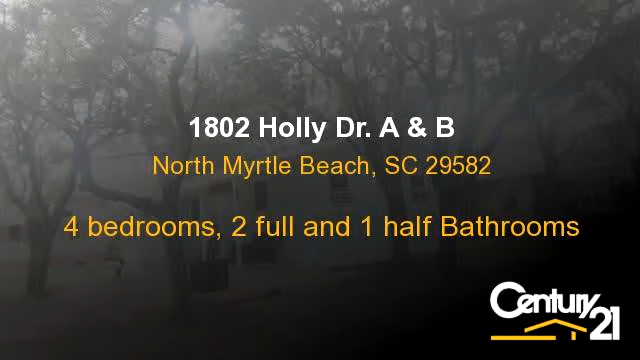 1802 Holly Dr. A & B
North Myrtle Beach, SC 29582
4 bedrooms, 2 full and 1 half Bathrooms
Century
21